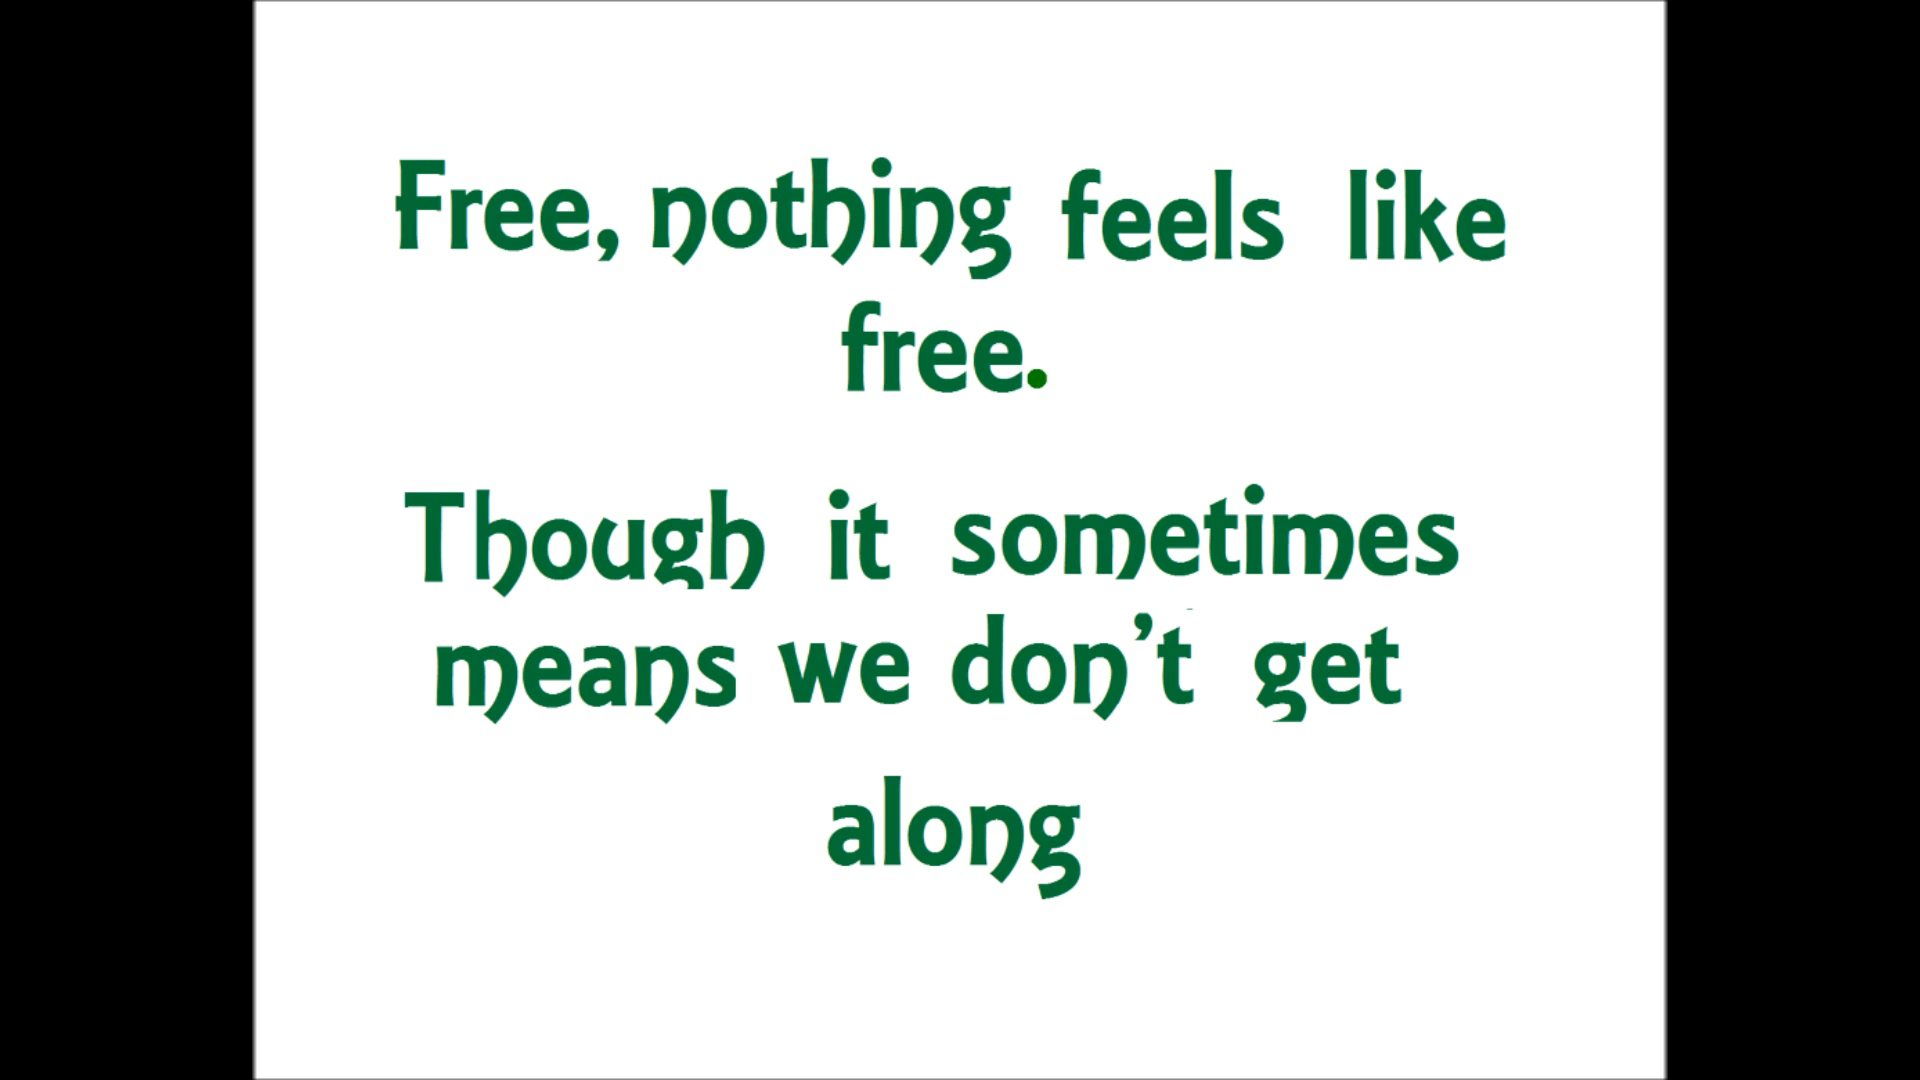 Free, nothing feels like
free.
Though it sometimes
means we don't get
along